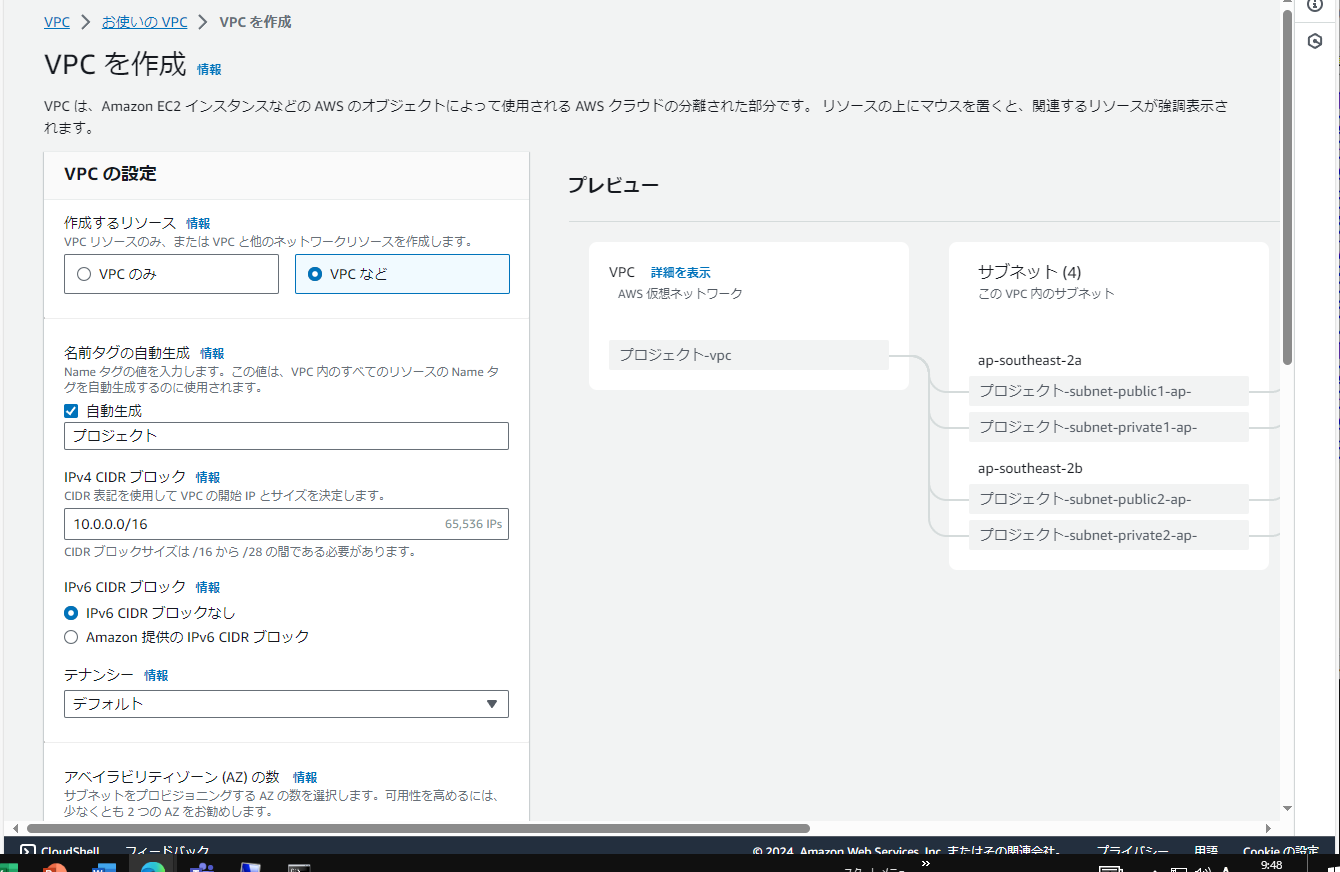 VPC > お使いの VPC > VPC を作成
VPC を作成 情報
VPC は、Amazon EC2 インスタンスなどの AWS のオブジェクトによって使用される AWS クラウドの分離された部分です。 リソースの上にマウスを置くと、関連するリソースが強調表示さ
れます。
VPC の設定
作成するリソース 情報
VPC リソースのみ、または VPC と他のネットワークリソースを作成します。
VPC のみ
VPC など
名前タグの自動生成 情報
Name タグの値を入力します。この値は、VPC 内のすべてのリソースの Name タ
グを自動生成するのに使用されます。
自動生成
プロジェクト
IPv4 CIDR ブロック 情報
CIDR 表記を使用して VPC の開始 IP とサイズを決定します。
10.0.0.0/16 65,536 IPs
CIDR ブロックサイズは /16 から /28 の間である必要があります。
IPv6 CIDR ブロック 情報
IPv6 CIDR ブロックなし
Amazon 提供の IPv6 CIDR ブロック
テナンシー 情報
デフォルト
アベイラビリティゾーン (AZ) の数 情報
サブネットをプロビジョニングする AZ の数を選択します。可用性を高めるには、
少なくとも 2 つの AZ をお勧めします。
プレビュー
VPC 詳細を表示
AWS 仮想ネットワーク
プロジェクト-vpc
サブネット (4)
この VPC 内のサブネット
ap-southeast-2a
プロジェクト-subnet-public1-ap-
プロジェクト-subnet-private1-ap-
ap-southeast-2b
プロジェクト-subnet-public2-ap-
プロジェクト-subnet-private2-ap-
CloudShell フィードバック © 2024, Amazon Web Services, Inc. またはその関連会社。 プライバシー 用語 Cookie の設定
9:48